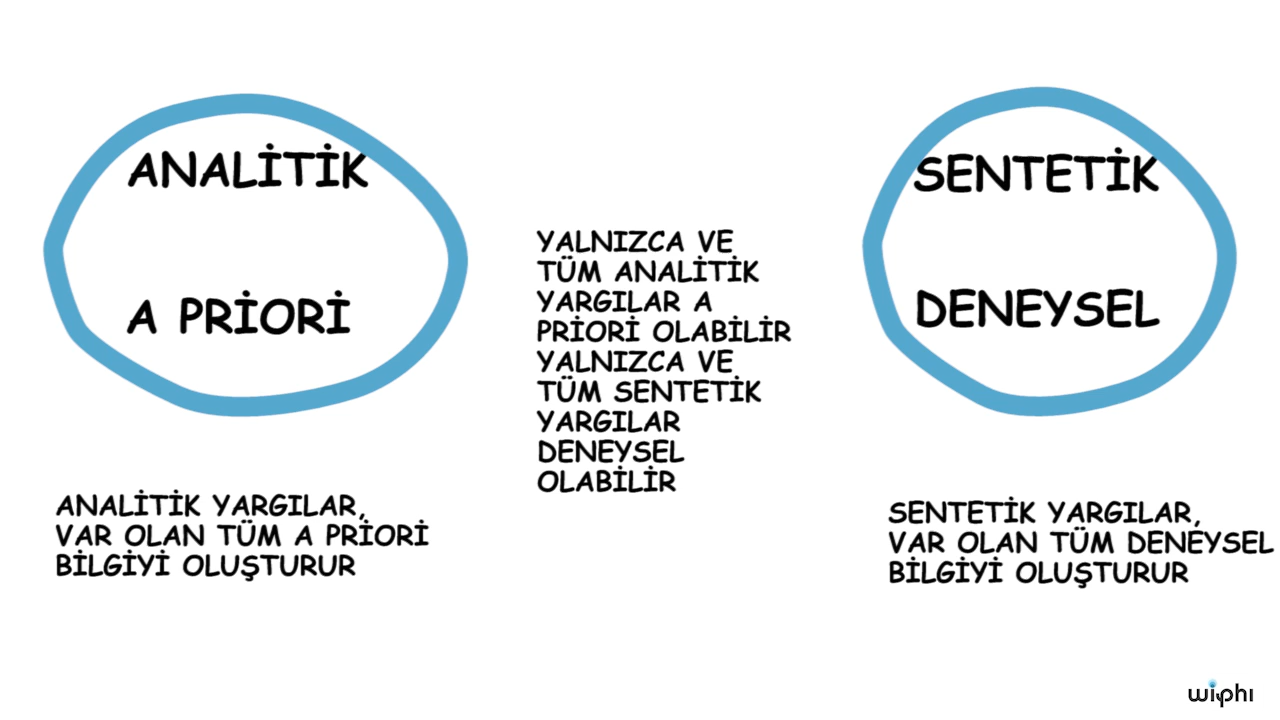 ANALİTİK
A PRİORİ
ANALİTİK YARGILAR,
VAR OLAN TÜM A PRİORİ
BİLGİYİ OLUŞTURUR
YALNIZCA VE
TÜM ANALİTİK
YARGILAR A
PRİORİ OLABİLİR
YALNIZCA VE
TÜM SENTETİK
YARGILAR
DENEYSEL
OLABİLİR
SENTETİK
DENEYSEL
SENTETİK YARGILAR,
VAR OLAN TÜM DENEYSEL
BİLGİYİ OLUŞTURUR
wiphi